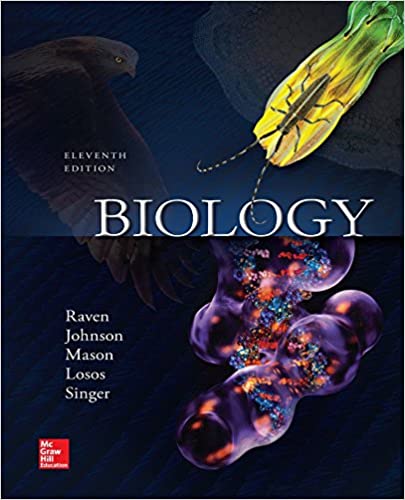 ELEVENTH
EDITION
BIOLOGY
Raven
Johnson
Mason
Losos
Singer
Mc
Graw
Hill
Education